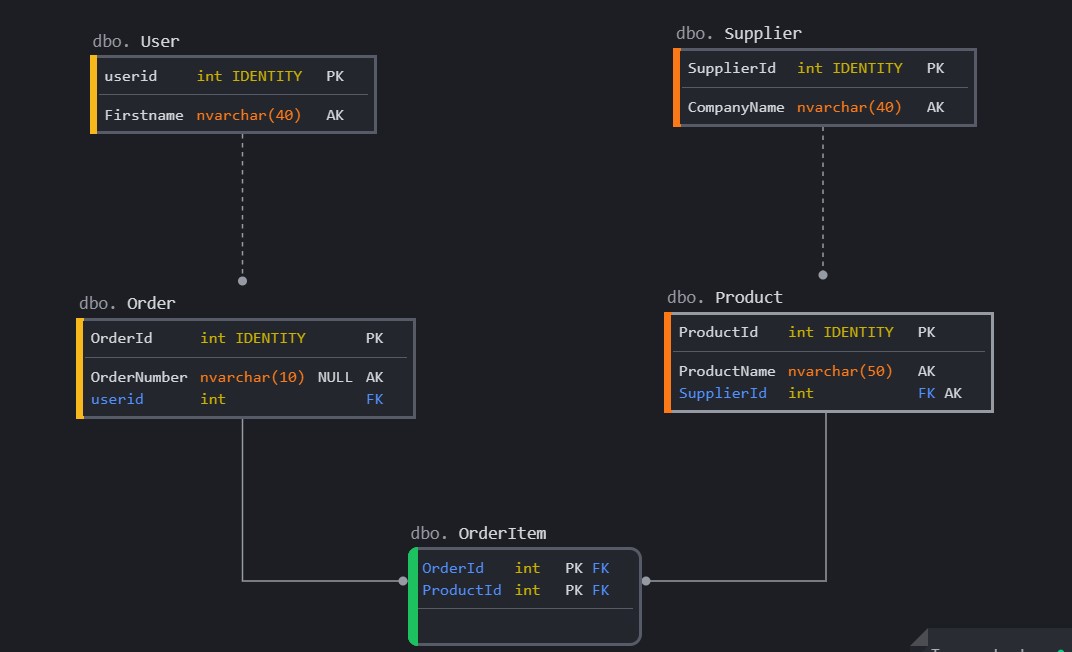 dbo. User
userid int IDENTITY PK
Firstname nvarchar(40) AK
dbo. Supplier
SupplierId int IDENTITY PK
CompanyName nvarchar(40) AK
dbo. Order
OrderId int IDENTITY PK
OrderNumber nvarchar(10) NULL AK
userid int FK
dbo. Product
ProductId int IDENTITY PK
ProductName nvarchar(50) AK
SupplierId int FK AK
dbo. OrderItem
OrderId int PK FK
ProductId int PK FK